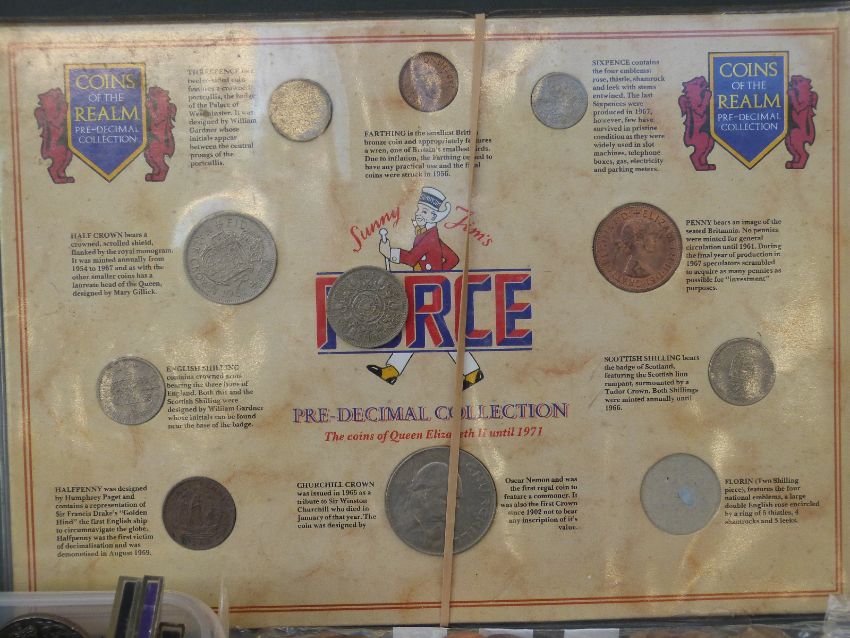 COINS
OF THE
REALM
PRE-DECIMAL
COLLECTION
THREEPENCE
twelve-sided coin
features a crowned
portcullis, the badge
of the Palace of
Westminster. It was
designed by William
Gardner whose
initials appear
between the central
prongs of the
portcullis.
FARTHING is the smallest British
bronze coin and appropriately features
a wren, one of Britain's smallest birds.
Due to inflation, the Farthing ceased to
have any practical use and the final
coins were struck in 1956.
SIXPENCE contains
the four emblems:
rose, thistle, shamrock
and leek with stems
entwined. The last
Sixpences were
produced in 1967,
however, few have
survived in pristine
condition as they were
widely used in slot
machines, telephone
boxes, gas, electricity
and parking meters.
COINS
OF THE
REALM
PRE-DECIMAL
COLLECTION
HALF CROWN bears a
crowned, scrolled shield,
flanked by the royal monogram.
It was minted annually from
1954 to 1967 and as with the
other smaller coins has a
laureate head of the Queen,
designed by Mary Gillick.
Sunny Jim's
FORCE
PENNY bears an image of the
seated Britannia. No pennies
were minted for general
circulation until 1961. During
the final year of production in
1967 speculators scrambled
to acquire as many pennies as
possible for "investment"
purposes.
ENGLISH SHILLING
contains crowned arms
bearing the three lions of
England. Both this and the
Scottish Shilling were
designed by William Gardner
whose initials can be found
near the base of the badge.
SCOTTISH SHILLING bears
the badge of Scotland,
featuring the Scottish lion
rampant, surmounted by a
Tudor Crown. Both Shillings
were minted annually until
1966.
PRE-DECIMAL COLLECTION
The coins of Queen Elizabeth II until 1971
HALFPENNY was designed
by Humphrey Paget and
contains a representation of
Sir Francis Drake's "Golden
Hind" the first English ship
to circumnavigate the globe.
Halfpenny was the first victim
of decimalisation and was
demonetised in August 1969.
CHURCHILL CROWN
was issued in 1965 as a
tribute to Sir Winston
Churchill who died in
January of that year. The
coin was designed by
Oscar Nemon and was
the first regal coin to
feature a commoner. It
was also the first Crown
since 1902 not to bear
any inscription of it's
value.
FLORIN (Two Shilling
piece), features the four
national emblems, a large
double English rose encircled
by a ring of 5 thistles, 4
shamrocks and 5 leeks.